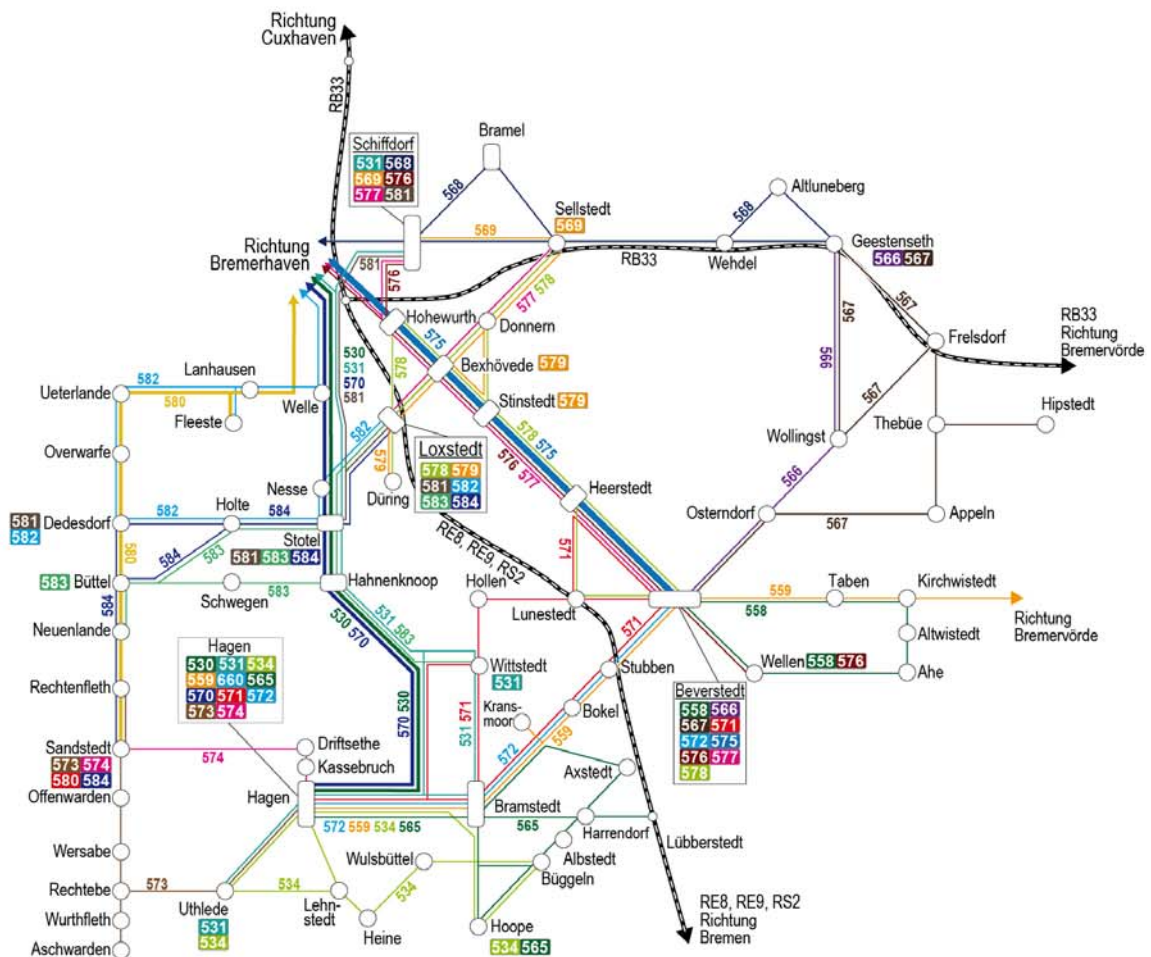 Richtung
Cuxhaven
RB33
Bramel
Schiffdorf
531 568
569 576
577 581
568
Altluneberg
568
Sellstedt
569
569
Richtung
Bremerhaven
581
576
RB33
Wehdel
Geestenseth
566 567
577 578
567
567
566
Hohewurth
Donnern
575
578
Bexhövede 579
Frelsdorf
RB33
Richtung
Bremervörde
530
531
570
581
Lanhausen
582
Ueterlande
580
Welle
Fleeste
Stinstedt 579
567
Hipstedt
Thebüe
Wollingst
582
578 575
576 577
579
Loxstedt
578 579
581 582
583 584
Overwarfe
Düring
566
Nesse
Heerstedt
Holte
582
584
581
582
Dedesdorf
Osterndorf
567
Appeln
Stotel
581 583 584
RE8, RE9, RS2
580
584
583
571
583
Büttel
Hahnenknoop
Hollen
Taben
Kirchwistedt
559
558
584
Schwegen
583
Lunestedt
Richtung
Bremervörde
530 570
531 583
571
Neuenlande
Altwistedt
Hagen
530 531 534
559 660 565
570 571 572
573 574
Wittstedt
531
Stubben
Wellen 558 576
Ahe
Rechtenfleth
Beverstedt
558 566
567 571
572 575
576 577
578
Krans-
moor
Bokel
570 530
531 571
572 559
Sandstedt
573 574
580 584
574
Driftsethe
Kassebruch
Axstedt
Offenwarden
Hagen
Bramstedt
565
Harrendorf
572 559 534 565
Lübberstedt
Wersabe
Wulsbüttel
Albstedt
Büggeln
Rechtebe
573
534
534
Uthlede
531
534
Lehn-
stedt
Heine
Wurthfleth
Hoope
534 565
RE8, RE9, RS2
Richtung
Bremen
Aschwarden